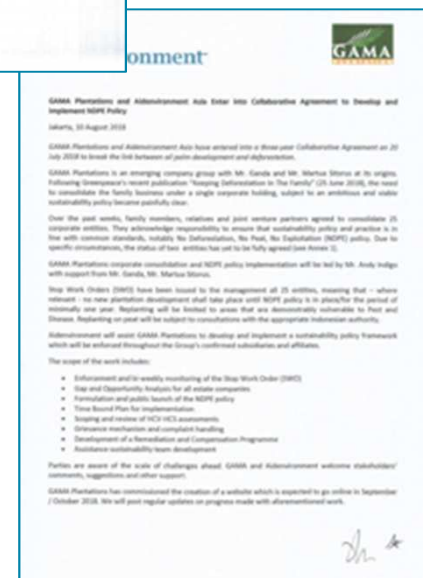 onment
GAMA
GAMA Plantations and Aidenvironment Asia Enter into Collaborative Agreement to Develop and
Implement NDPE Policy
Jakarta, 10 August 2018
GAMA Plantations and Aidenvironment Asia have entered into a three-year Collaborative Agreement on 20
July 2018 to break the link between oil palm development and deforestation.
GAMA Plantations is an emerging company group with Mr. Ganda and Mr. Martua Sitorus at its origins.
Following Greenpeace's recent publication "Keeping Deforestation in The Family" (25 June 2018), the need
to consolidate the family business under a single corporate holding, subject to an ambitious and viable
sustainability policy became painfully clear.
Over the past weeks, family members, relatives and joint venture partners agreed to consolidate 25
corporate entities. They acknowledge responsibility to ensure that sustainability policy and practice is in
line with common standards, notably No Deforestation, No Peat, No Exploitation (NDPE) policy. Due to
specific circumstances, the status of two entities has yet to be fully agreed (see Annex 1).
GAMA Plantations corporate consolidation and NDPE policy implementation will be led by Mr. Andy Indigo
with support from Mr. Ganda, Mr. Martua Sitorus.
Stop Work Orders (SWO) have been issued to the management all 25 entities, meaning that – where
relevant - no new plantation development shall take place until NDPE policy is in place/for the period of
minimally one year. Replanting will be limited to areas that are demonstrably vulnerable to Pest and
Disease. Replanting on peat will be subject to consultations with the appropriate Indonesian authority.
Aidenvironment will assist GAMA Plantations to develop and implement a sustainability policy framework
which will be enforced throughout the Group's confirmed subsidiaries and affiliates.
The scope of the work includes:
• Enforcement and bi-weekly monitoring of the Stop Work Order (SWO)
• Gap and Opportunity Analysis for all estate companies
• Formulation and public launch of the NDPE policy
• Time Bound Plan for implementation
• Scoping and review of HCV HCS assessments
• Grievance mechanism and complaint handling
• Development of a Remediation and Compensation Programme
• Assistance sustainability team development
Parties are aware of the scale of challenges ahead. GAMA and Aidenvironment welcome stakeholders'
comments, suggestions and other support.
GAMA Plantations has commissioned the creation of a website which is expected to go online in September
/ October 2018. We will post regular updates on progress made with aforementioned work.